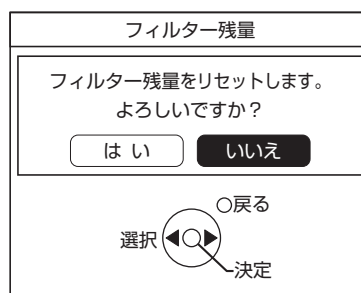 フィルター残量
フィルター残量をリセットします。
よろしいですか？
はい
いいえ
○戻る
選択
決定